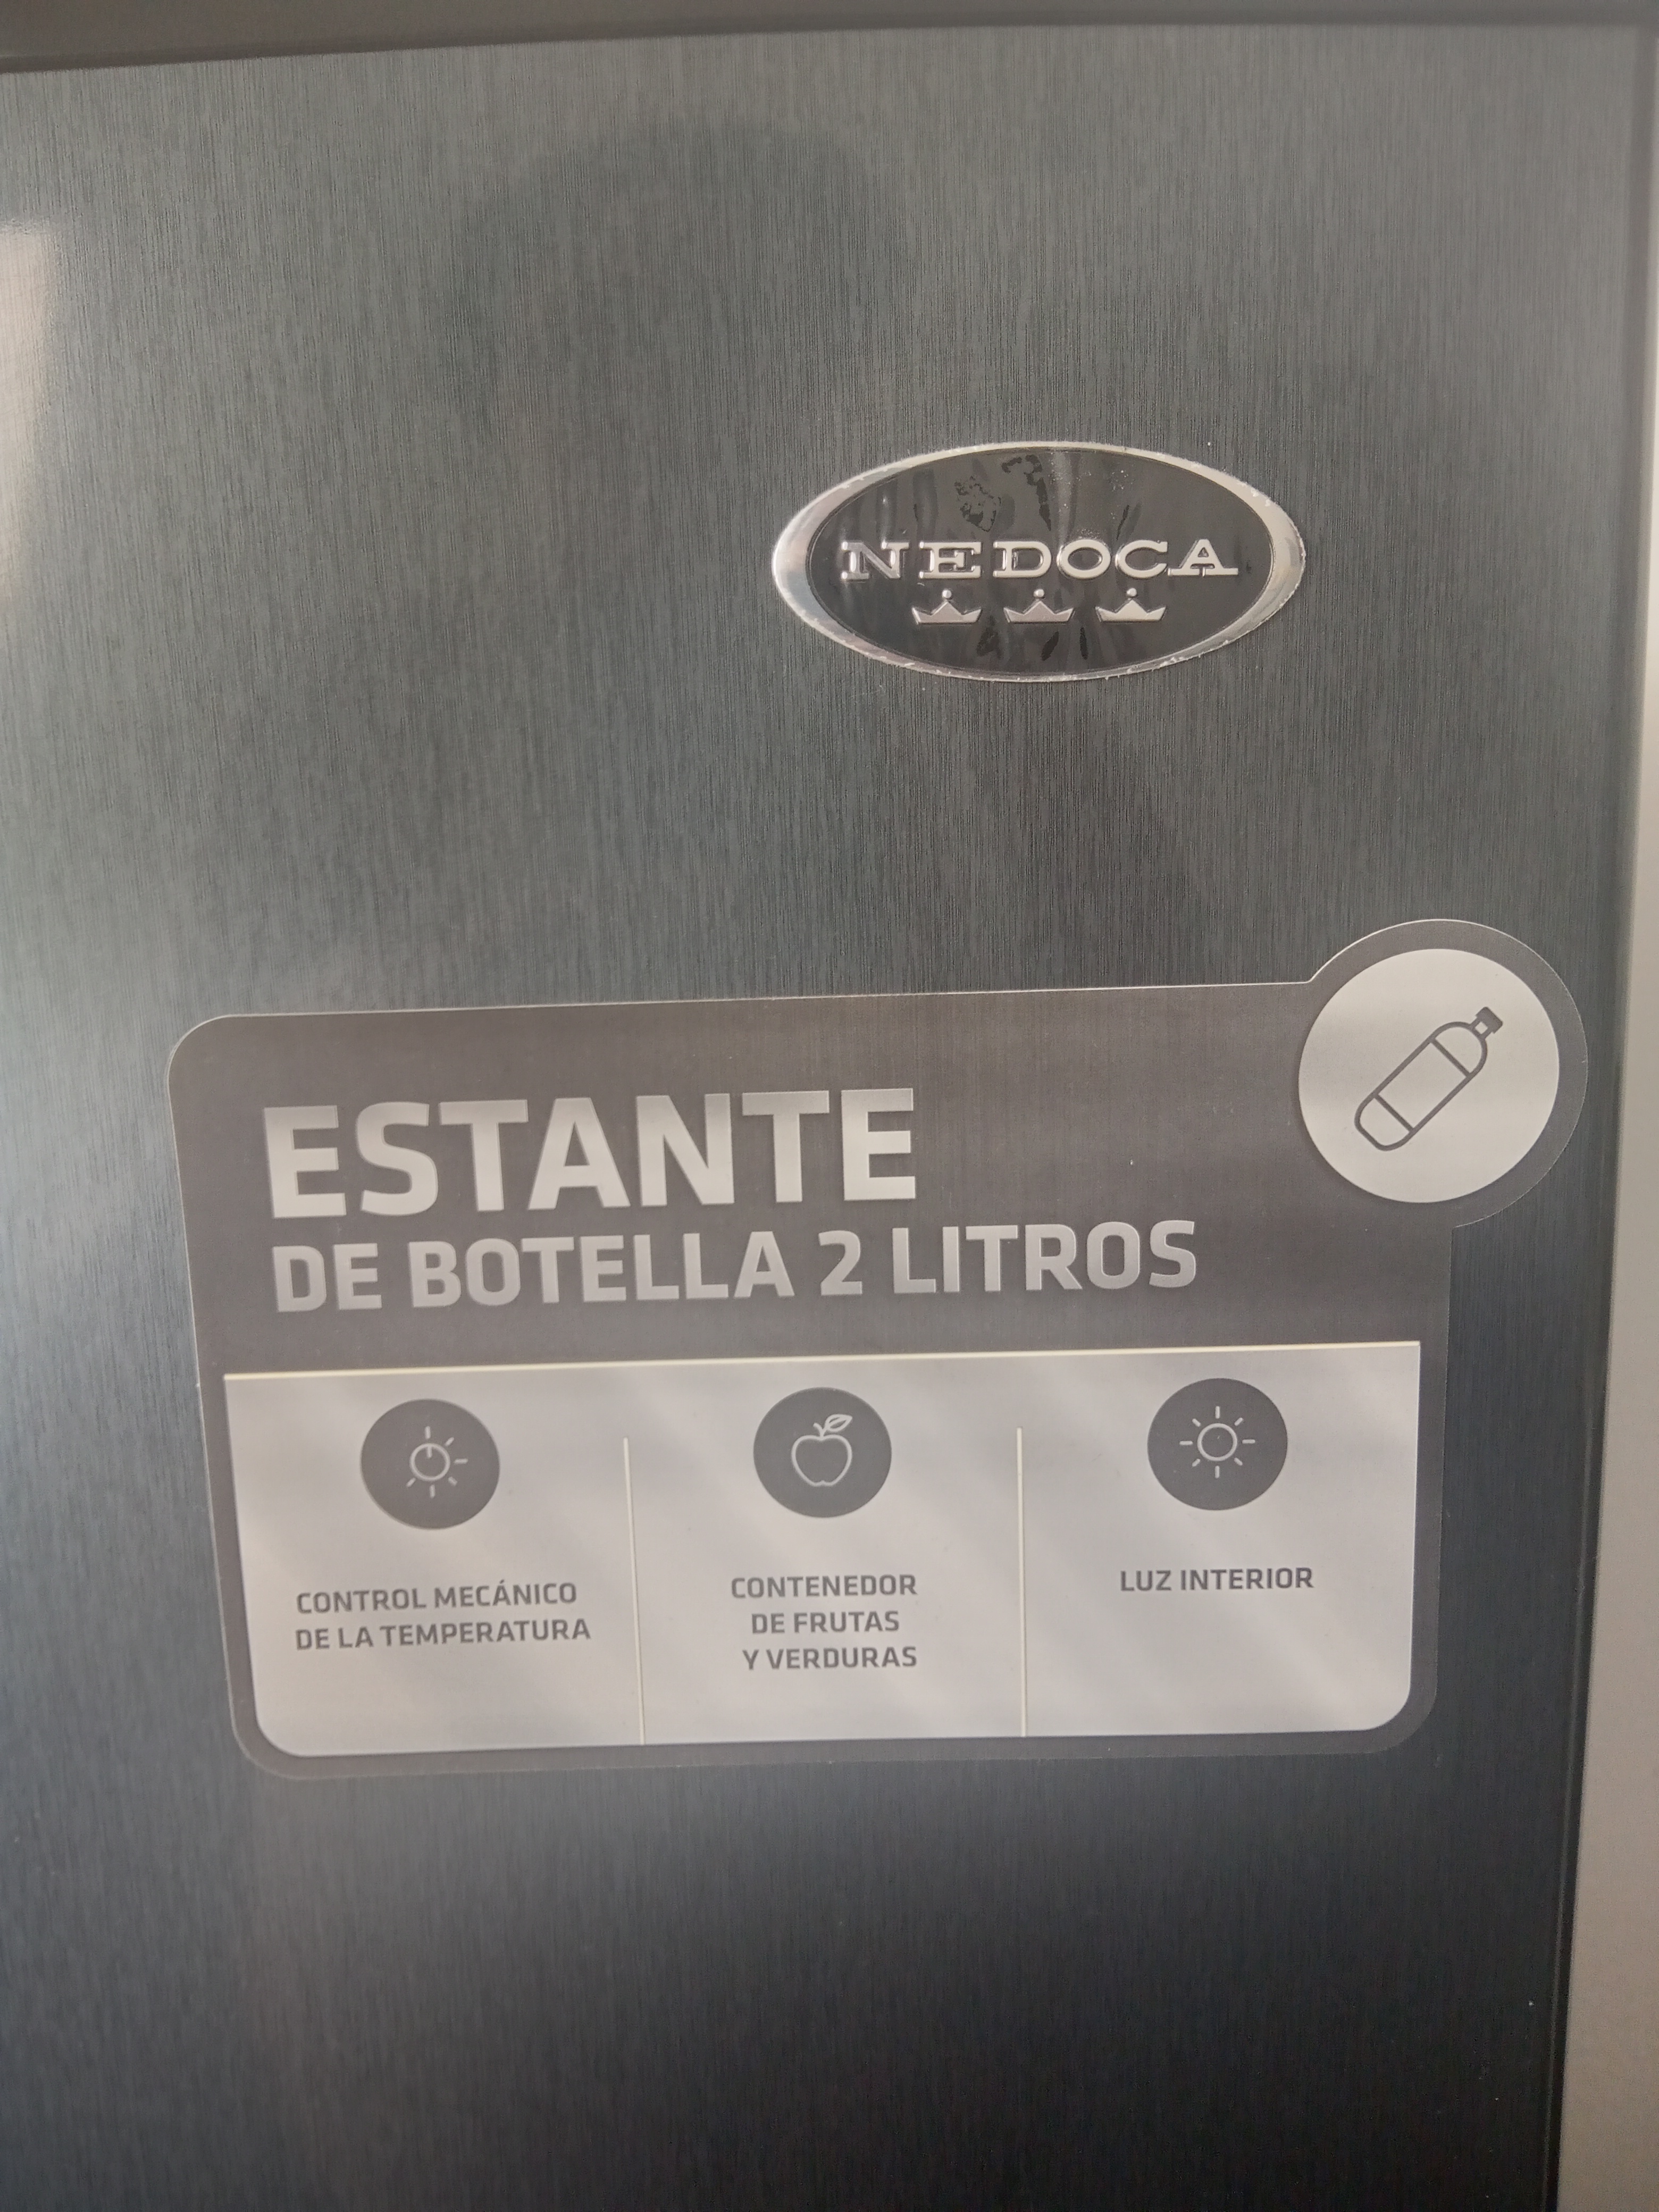 NEDOCA
ESTANTE
DE BOTELLA 2 LITROS
CONTROL MECÁNICO
DE LA TEMPERATURA
CONTENEDOR
DE FRUTAS
Y VERDURAS
LUZ INTERIOR